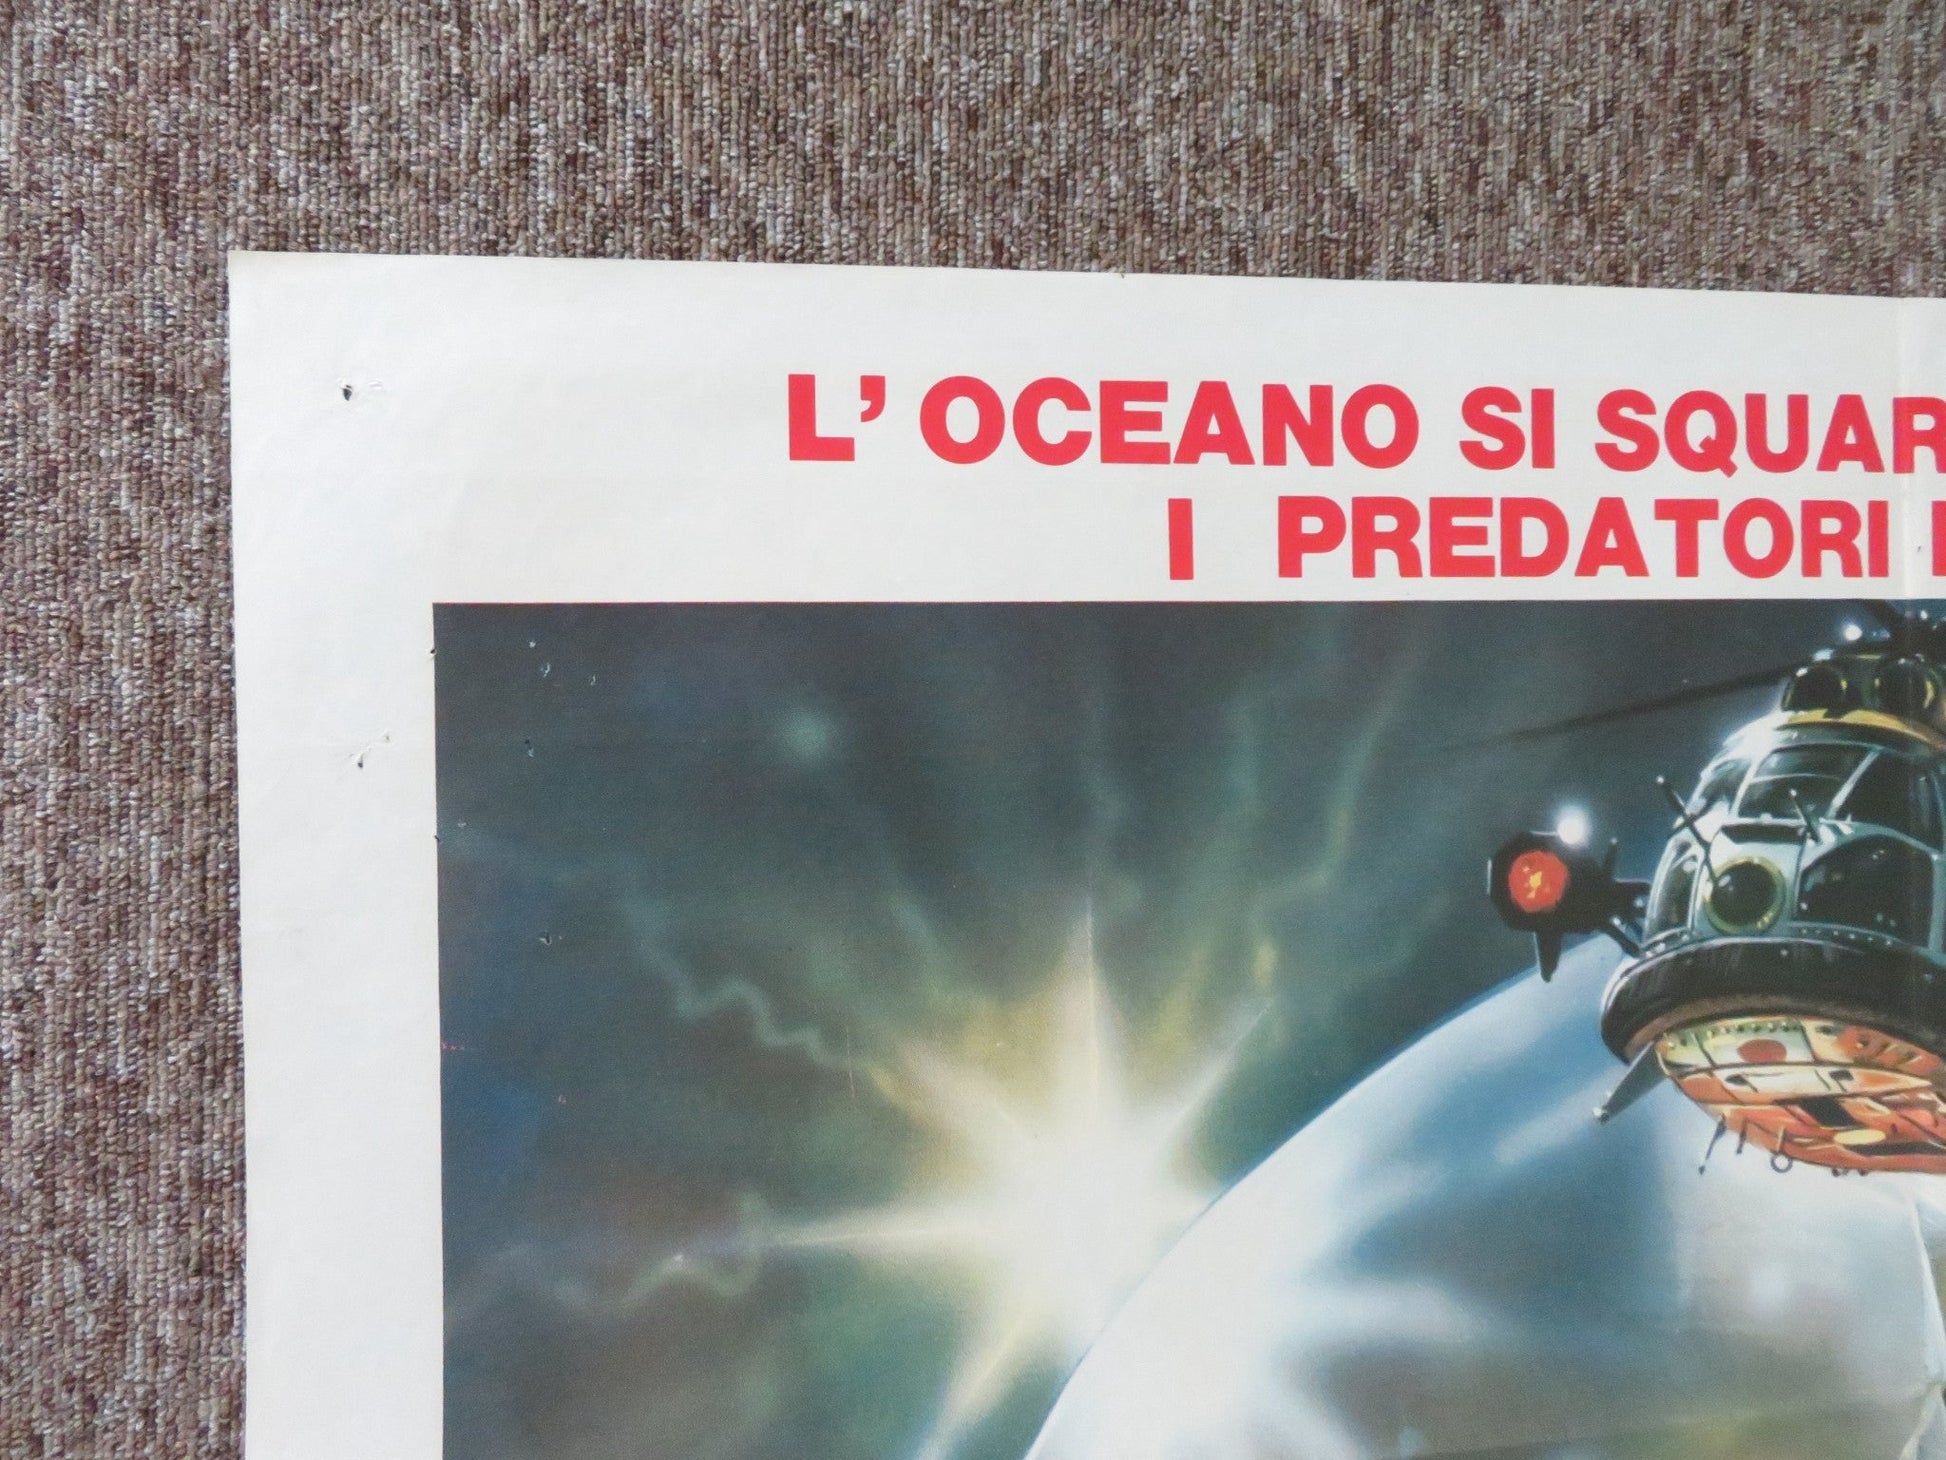 L'OCEANO SI SQUAR
I PREDATORI